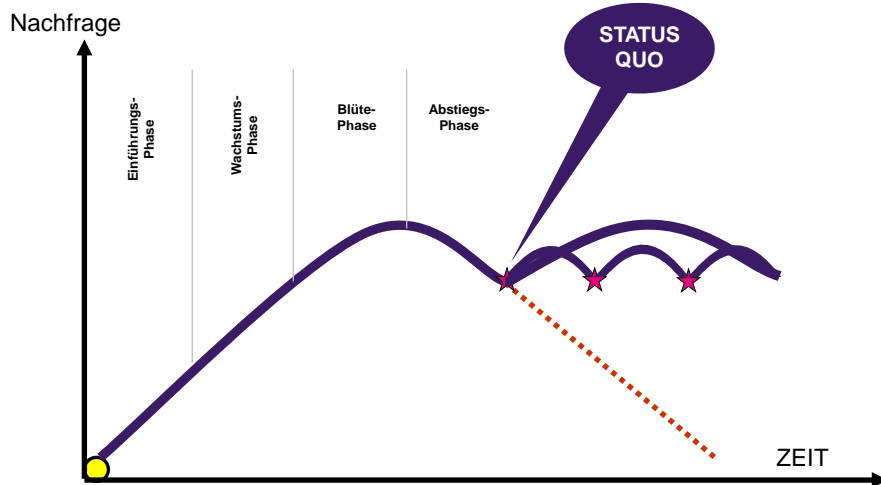 Nachfrage
STATUS
QUO
Einführungs-
Phase
Wachstums-
Phase
Blüte-
Phase
Abstiegs-
Phase
ZEIT